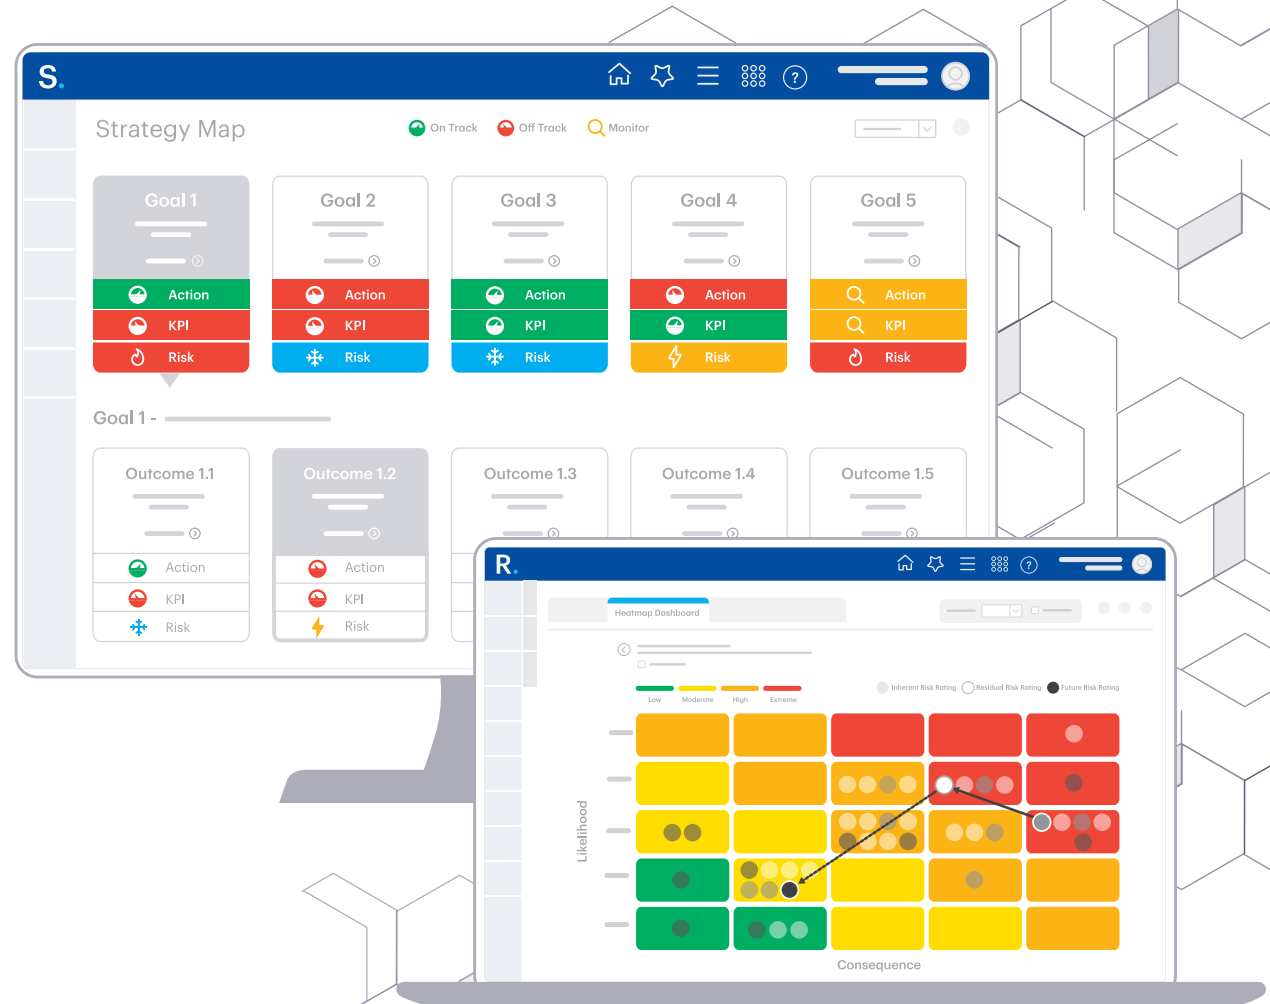 S.
?
Strategy Map
On Track Off Track Monitor
Goal 1 Goal 2 Goal 3 Goal 4 Goal 5
Action Action Action Action Action
KPI KPI KPI KPI KPI
Risk Risk Risk Risk Risk
Goal 1 -
Outcome 1.1 Outcome 1.2 Outcome 1.3 Outcome 1.4 Outcome 1.5
Action Action
KPI KPI
Risk Risk
R.
?
Heatmap Dashboard
Inherent Risk Rating Residual Risk Rating Future Risk Rating
Low Moderate High Extreme
Likelihood
Consequence